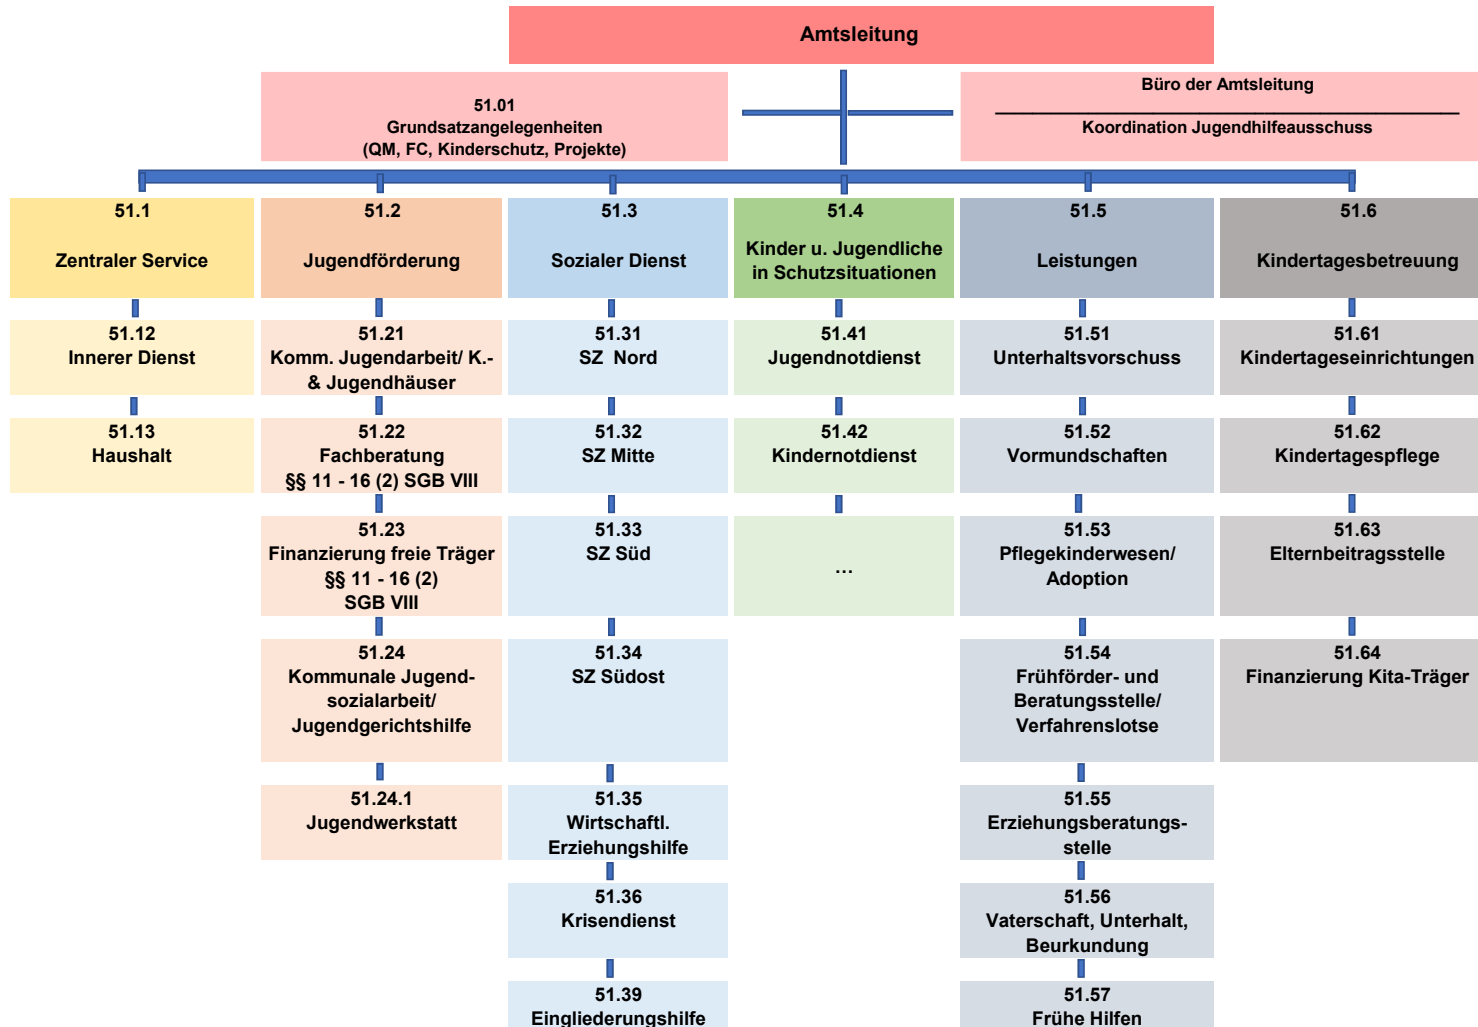 Amtsleitung
51.01
Grundsatzangelegenheiten
(QM, FC, Kinderschutz, Projekte)
Büro der Amtsleitung
Koordination Jugendhilfeausschuss
51.1
Zentraler Service
51.2
Jugendförderung
51.3
Sozialer Dienst
51.4
Kinder u. Jugendliche
in Schutzsituationen
51.5
Leistungen
51.6
Kindertagesbetreuung
51.12
Innerer Dienst
51.21
Komm. Jugendarbeit/ K.-
& Jugendhäuser
51.31
SZ  Nord
51.41
Jugendnotdienst
51.51
Unterhaltsvorschuss
51.61
Kindertageseinrichtungen
51.13
Haushalt
51.22
Fachberatung
§§ 11 - 16 (2) SGB VIII
51.32
SZ Mitte
51.42
Kindernotdienst
51.52
Vormundschaften
51.62
Kindertagespflege
51.23
Finanzierung freie Träger
§§ 11 - 16 (2)
SGB VIII
51.33
SZ Süd
...
51.53
Pflegekinderwesen/
Adoption
51.63
Elternbeitragsstelle
51.24
Kommunale Jugend-
sozialarbeit/
Jugendgerichtshilfe
51.34
SZ Südost
51.54
Frühförder- und
Beratungsstelle/
Verfahrenslotse
51.64
Finanzierung Kita-Träger
51.24.1
Jugendwerkstatt
51.35
Wirtschaftl.
Erziehungshilfe
51.55
Erziehungsberatungs-
stelle
51.36
Krisendienst
51.56
Vaterschaft, Unterhalt,
Beurkundung
51.39
Eingliederungshilfe
51.57
Frühe Hilfen